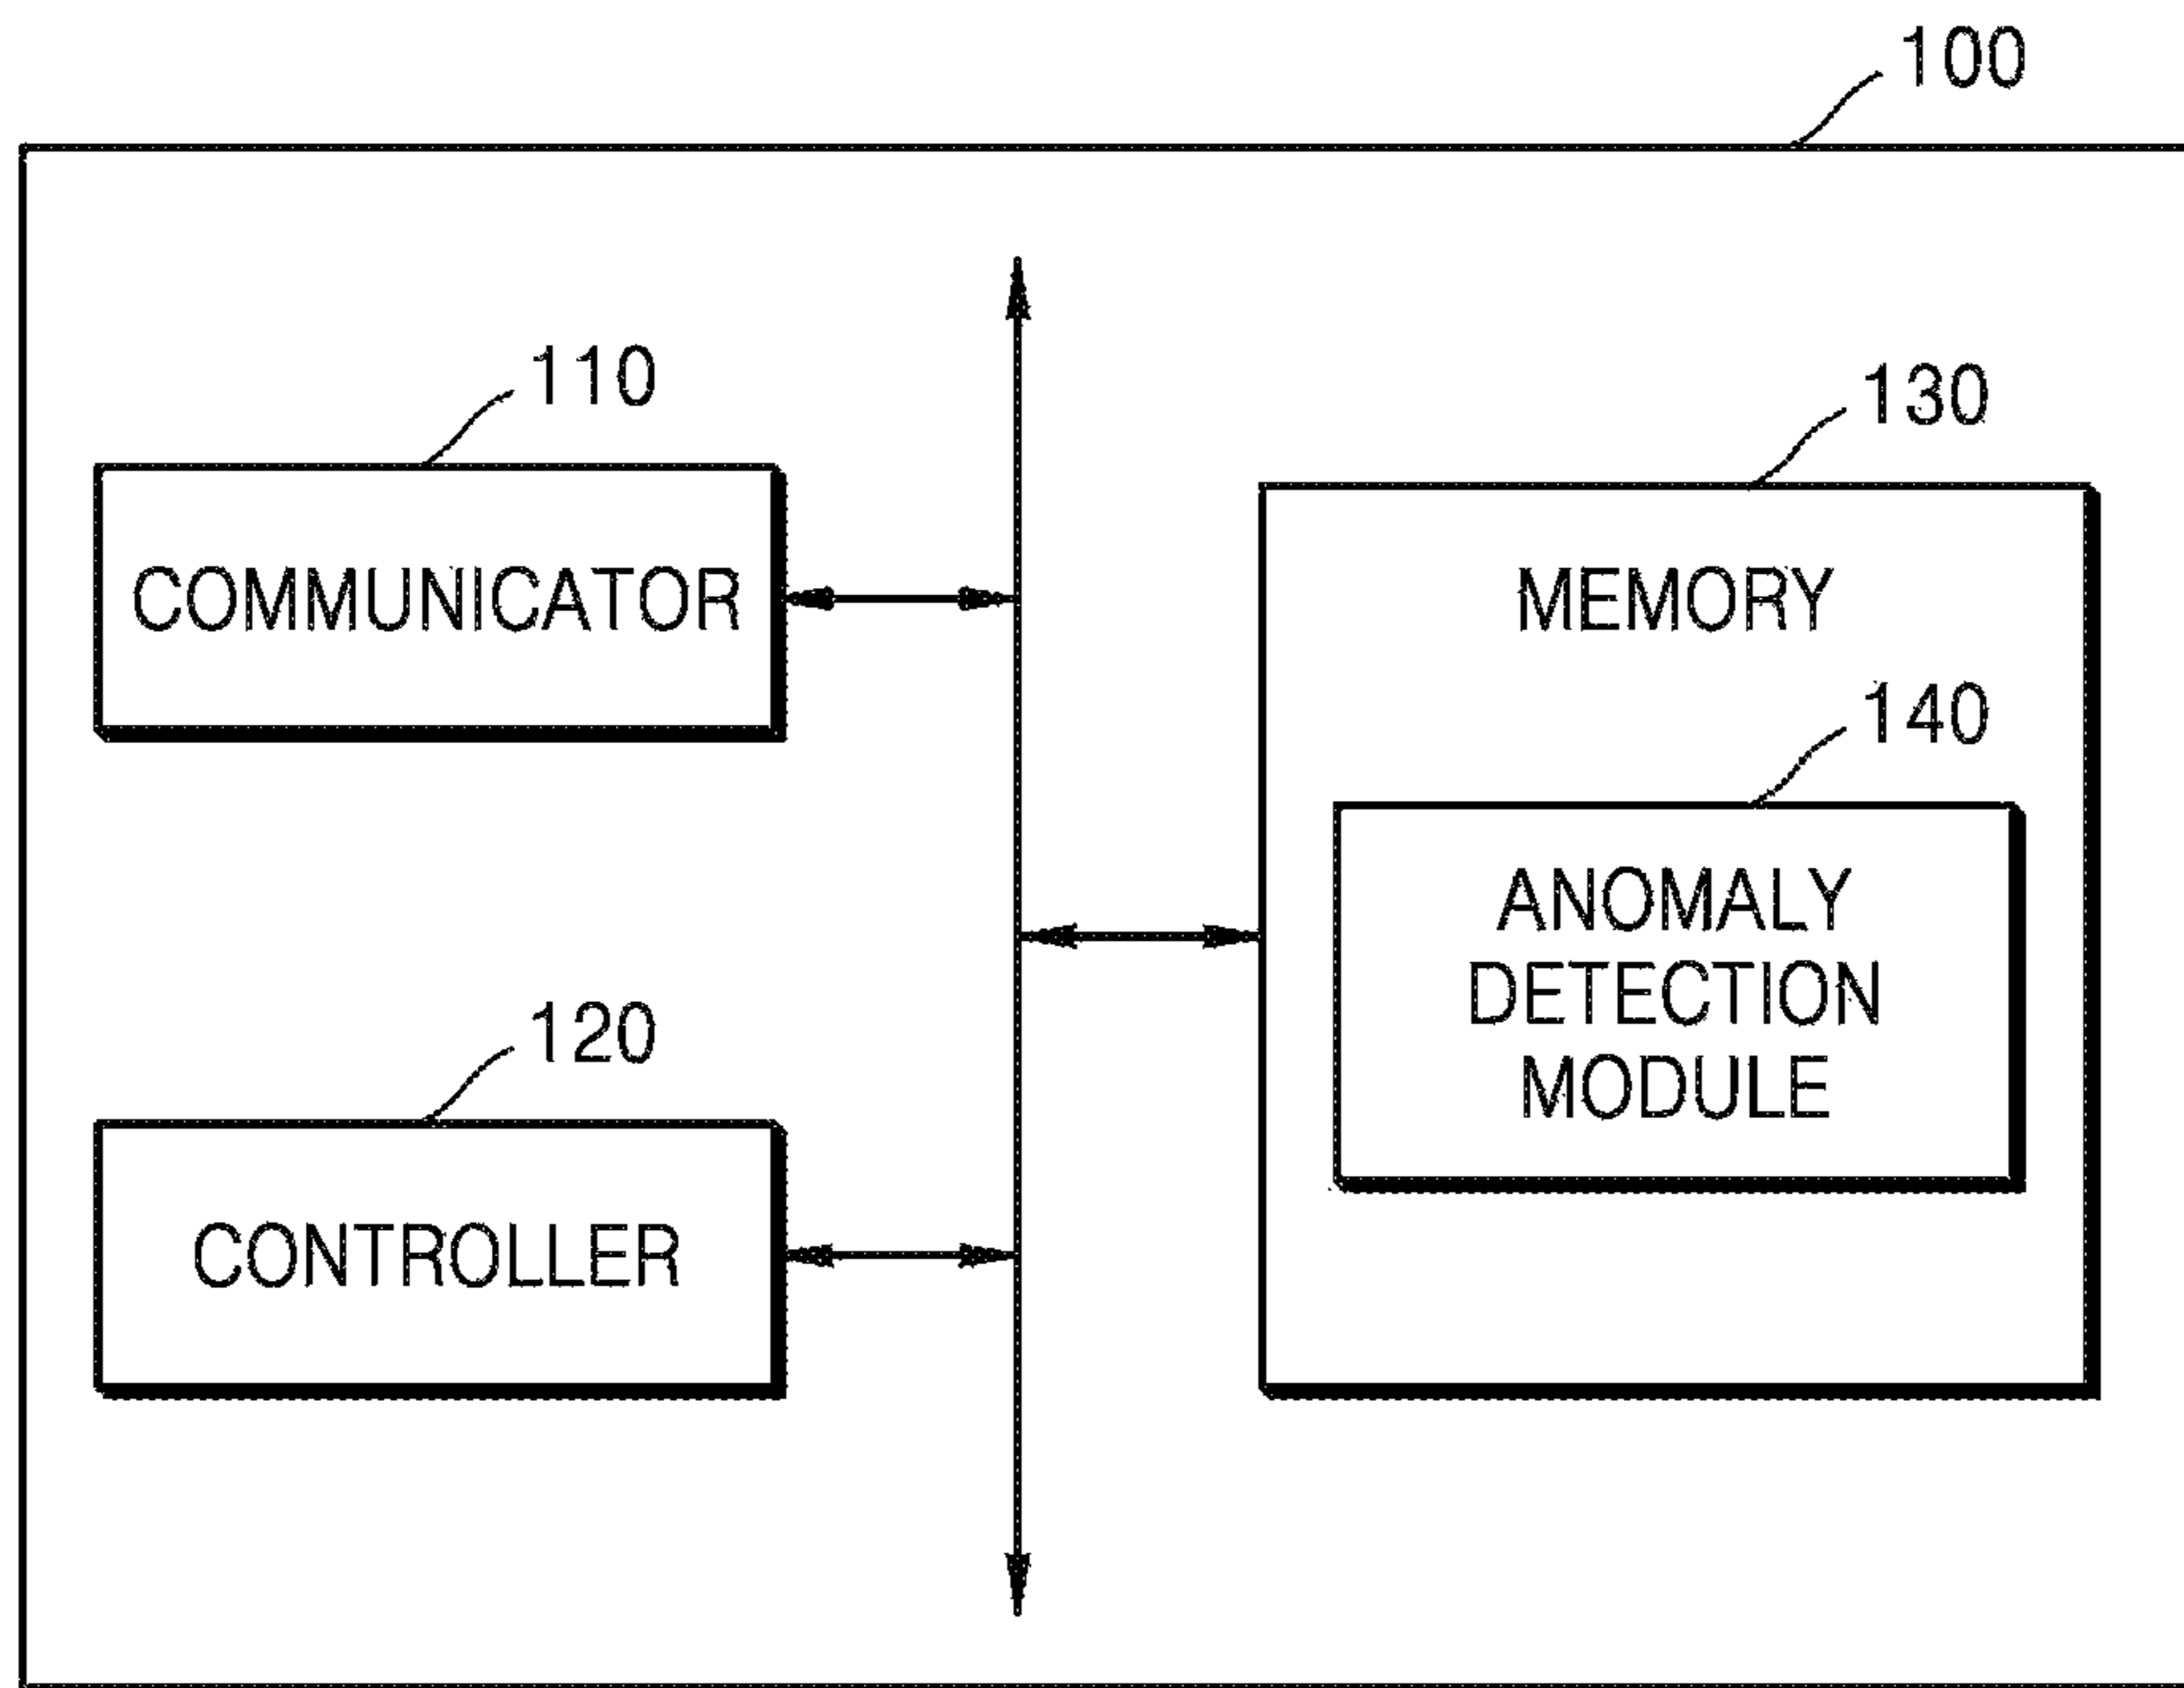 100
110
COMMUNICATOR
120
CONTROLLER
130
MEMORY
140
ANOMALY
DETECTION
MODULE